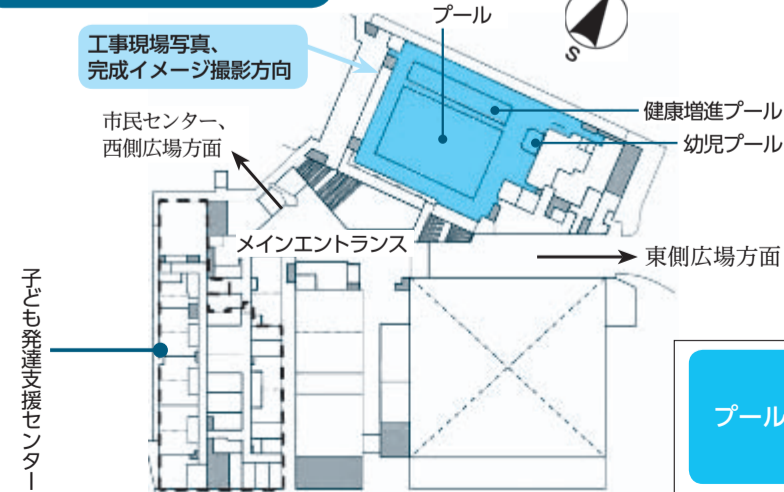 プール
S
工事現場写真、
完成イメージ撮影方向
健康増進プール
幼児プール
市民センター、
西側広場方面
メインエントランス
東側広場方面
子ども発達支援センター
プール